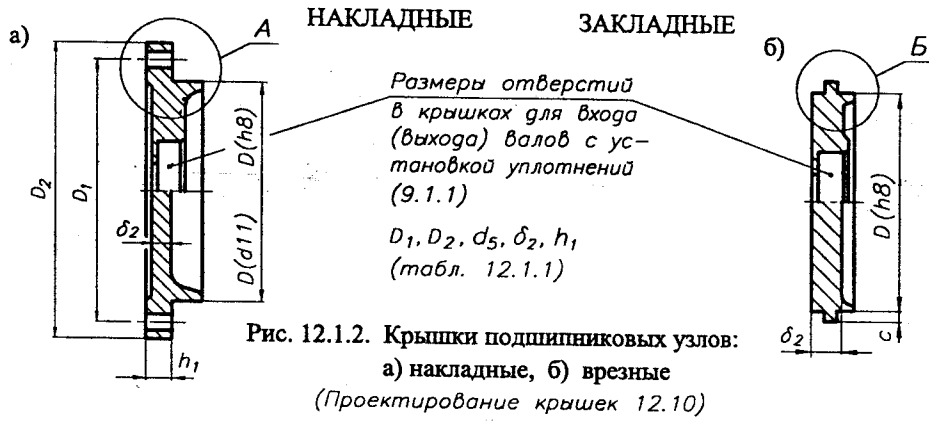 НАКЛАДНЫЕ
ЗАКЛАДНЫЕ
а)
А
б)
Б
Размеры отверстий
в крышках для входа
(выхода) валов с ус-
тановкой уплотнений
(9.1.1)
D₁, D₂, d₅, δ₂, h₁
(табл. 12.1.1)
D₂
D₁
δ₂
D(h8)
D(d11)
h₁
D(h8)
δ₂
c
Рис. 12.1.2. Крышки подшипниковых узлов:
а) накладные, б) врезные
(Проектирование крышек 12.10)